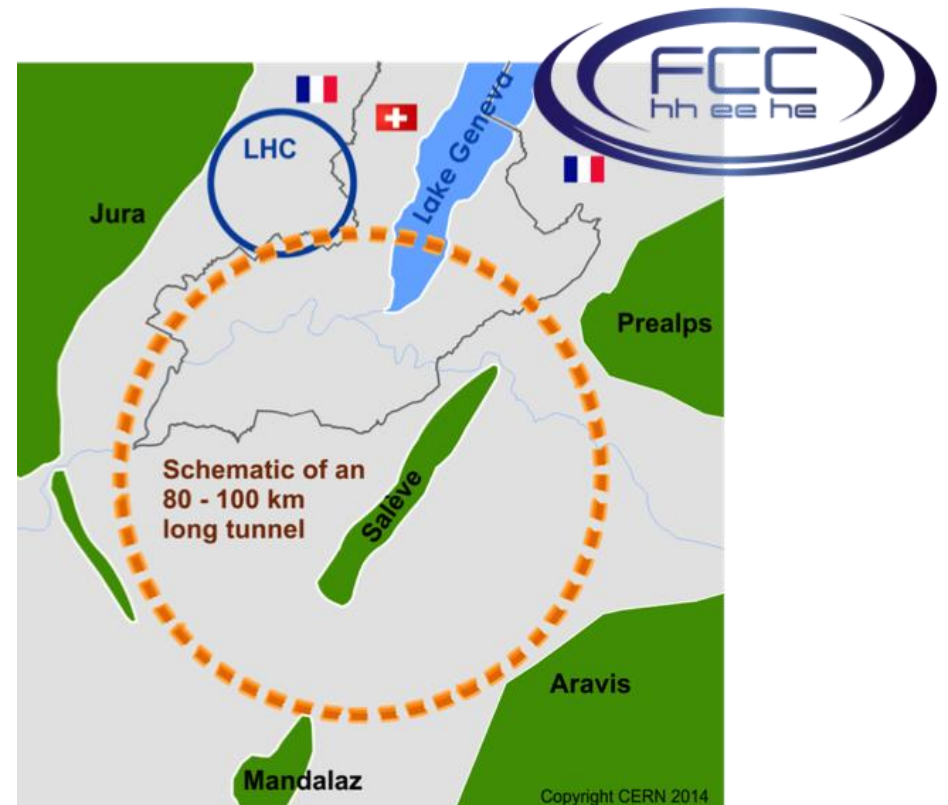 FCC
hh ee he
LHC
Lake Geneva
Jura
Prealps
Schematic of an
80 - 100 km
long tunnel
Salève
Aravis
Mandalaz
Copyright CERN 2014